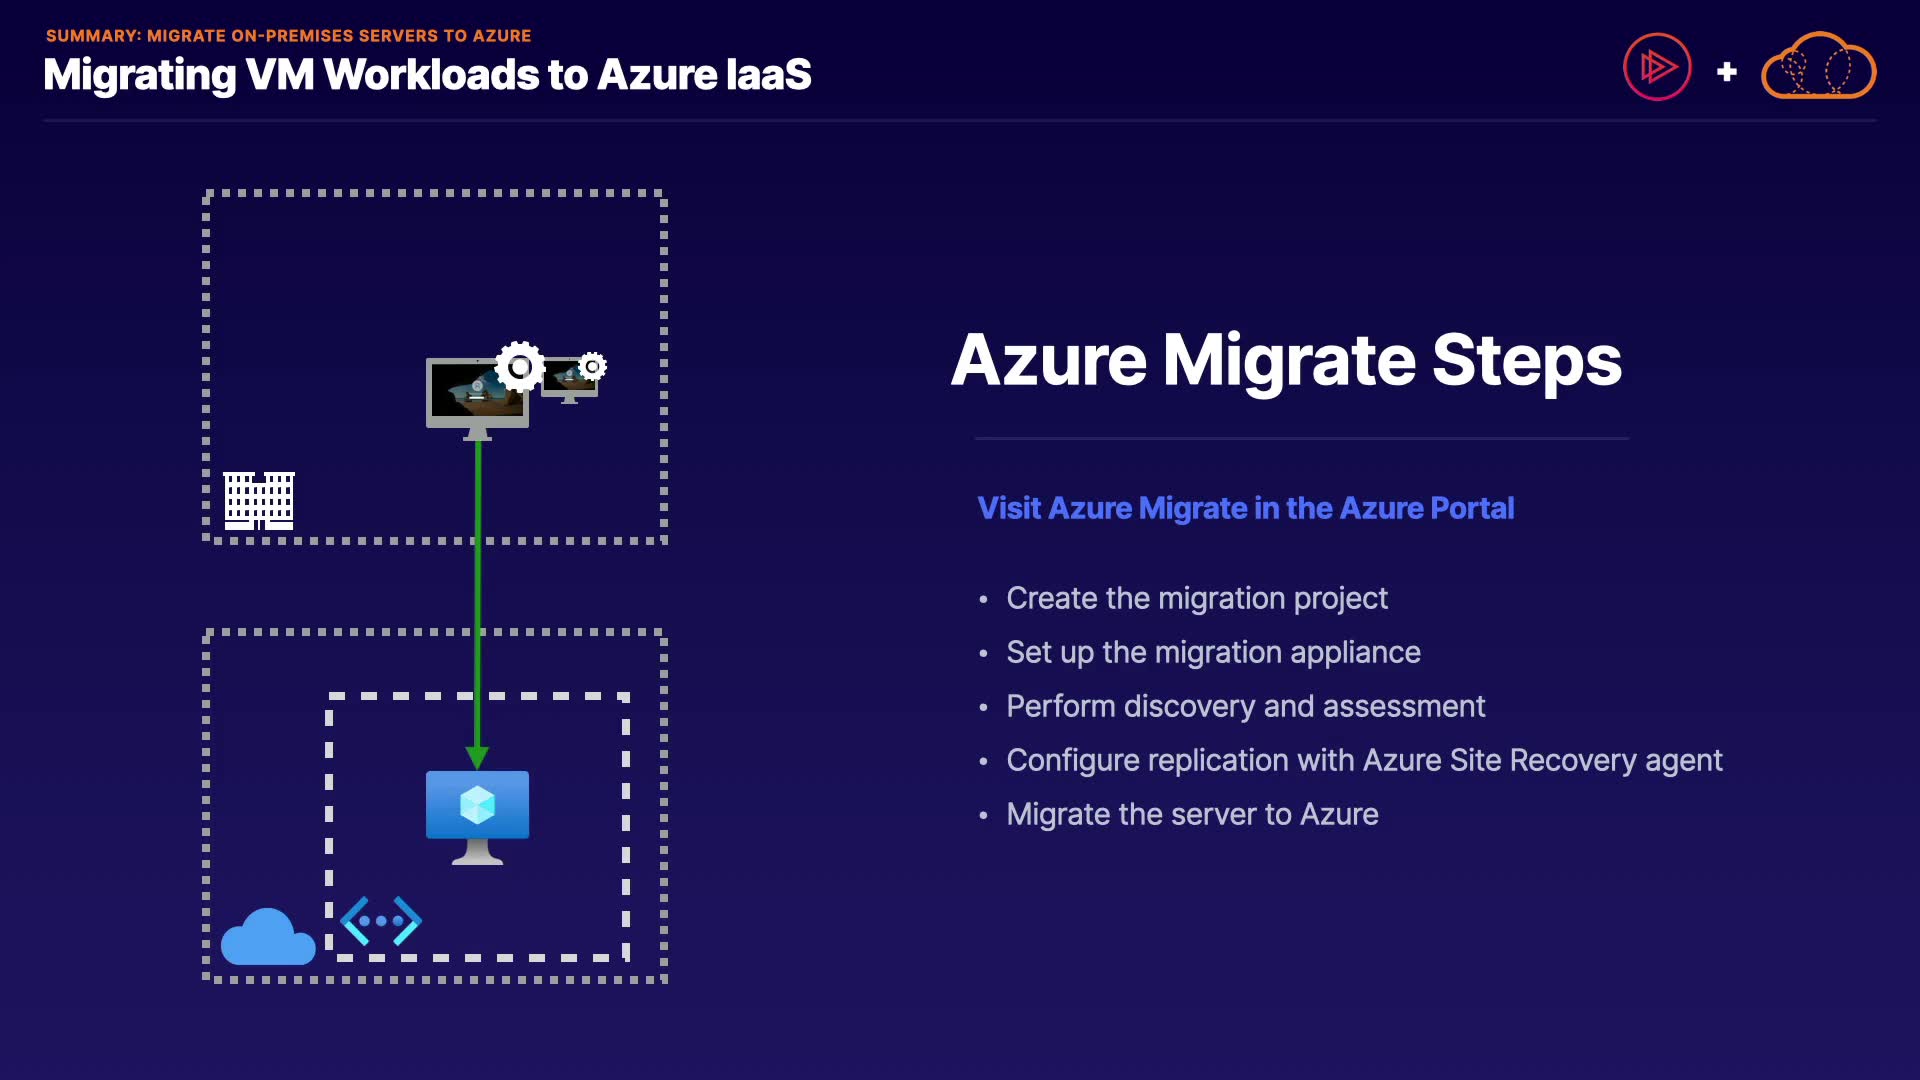 SUMMARY: MIGRATE ON-PREMISES SERVERS TO AZURE
Migrating VM Workloads to Azure IaaS
Azure Migrate Steps
Visit Azure Migrate in the Azure Portal
• Create the migration project
• Set up the migration appliance
• Perform discovery and assessment
• Configure replication with Azure Site Recovery agent
• Migrate the server to Azure